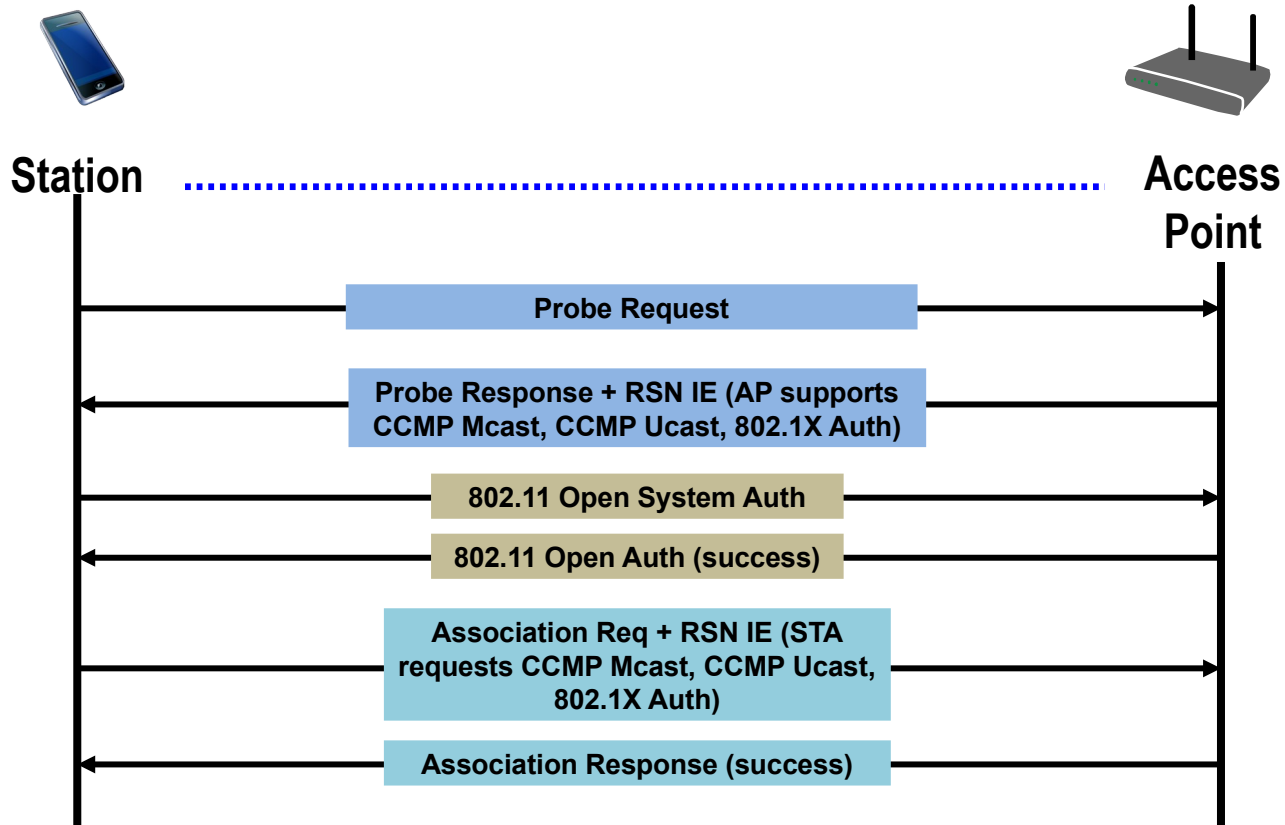 Station
Access
Point
Probe Request
Probe Response + RSN IE (AP supports
CCMP Mcast, CCMP Ucast, 802.1X Auth)
802.11 Open System Auth
802.11 Open Auth (success)
Association Req + RSN IE (STA
requests CCMP Mcast, CCMP Ucast,
802.1X Auth)
Association Response (success)